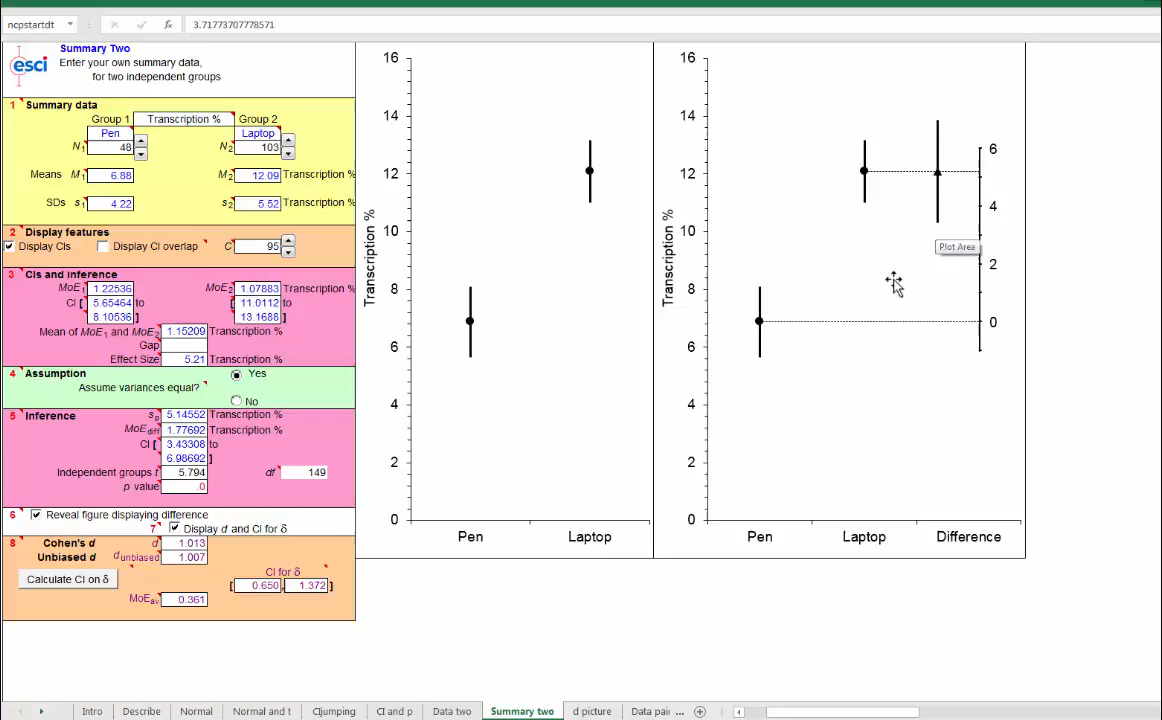 ncpstartdt fx 3.71773707778571
esci
Summary Two
Enter your own summary data,
for two independent groups
1 Summary data
Group 1 Transcription % Group 2
Pen Laptop
N1 48 N2 103
Means M1 6.88 M2 12.09 Transcription %
SDs s1 4.22 s2 5.52 Transcription %
2 Display features
Display CIs Display CI overlap C 95
3 CIs and inference
MoE1 1.22536 MoE2 1.07883 Transcription %
CI [ 5.65464 to [ 11.0112 to
8.10536 ] 13.1688 ]
Mean of MoE1 and MoE2 1.15209 Transcription %
Gap
Effect Size 5.21 Transcription %
4 Assumption Yes
Assume variances equal?
No
5 Inference sp 5.14552 Transcription %
MoEdiff 1.77692 Transcription %
CI [ 3.43308 to
6.98692 ]
Independent groups t 5.794 df 149
p value .0
6 Reveal figure displaying difference
7 Display d and CI for δ
8 Cohen's d d 1.013
Unbiased d dunbiased 1.007
Calculate CI on δ CI for δ
[ 0.650 , 1.372 ]
MoEav 0.361
16
14
12
10
8
6
4
2
0
Transcription %
Pen Laptop
16
14
12
10
8
6
4
2
0
Transcription %
6
4
2
0
Plot Area
Pen Laptop Difference
Intro Describe Normal Normal and t CIjumping CI and p Data two Summary two d picture Data pair ...